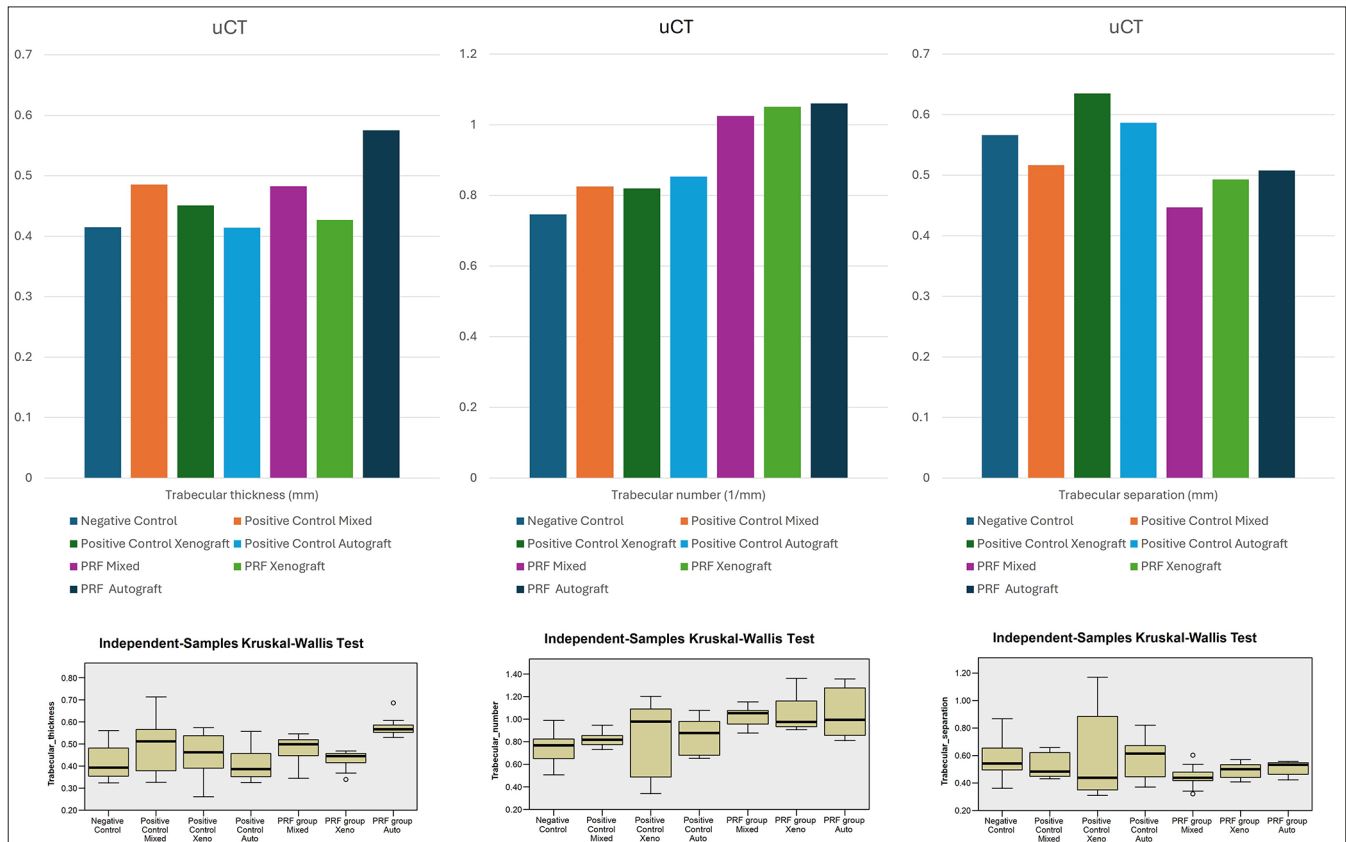 uCT
0.7
0.6
0.5
0.4
0.3
0.2
0.1
0
Trabecular thickness (mm)
Negative Control Positive Control Mixed
Positive Control Xenograft Positive Control Autograft
PRF Mixed PRF Xenograft
PRF Autograft
uCT
1.2
1
0.8
0.6
0.4
0.2
0
Trabecular number (1/mm)
Negative Control Positive Control Mixed
Positive Control Xenograft Positive Control Autograft
PRF Mixed PRF Xenograft
PRF Autograft
uCT
0.7
0.6
0.5
0.4
0.3
0.2
0.1
0
Trabecular separation (mm)
Negative Control Positive Control Mixed
Positive Control Xenograft Positive Control Autograft
PRF Mixed PRF Xenograft
PRF Autograft
Independent-Samples Kruskal-Wallis Test
Trabecular_thickness
0.80
0.70
0.60
0.50
0.40
0.30
0.20
Negative Positive Positive Positive PRF group PRF group PRF group
Control Control Control Control Mixed Xeno Auto
Mixed Xeno Auto
Independent-Samples Kruskal-Wallis Test
Trabecular_number
1.40
1.20
1.00
0.80
0.60
0.40
0.20
Negative Positive Positive Positive PRF group PRF group PRF group
Control Control Control Control Mixed Xeno Auto
Mixed Xeno Auto
Independent-Samples Kruskal-Wallis Test
Trabecular_separation
1.20
1.00
0.80
0.60
0.40
0.20
Negative Positive Positive Positive PRF group PRF group PRF group
Control Control Control Control Mixed Xeno Auto
Mixed Xeno Auto